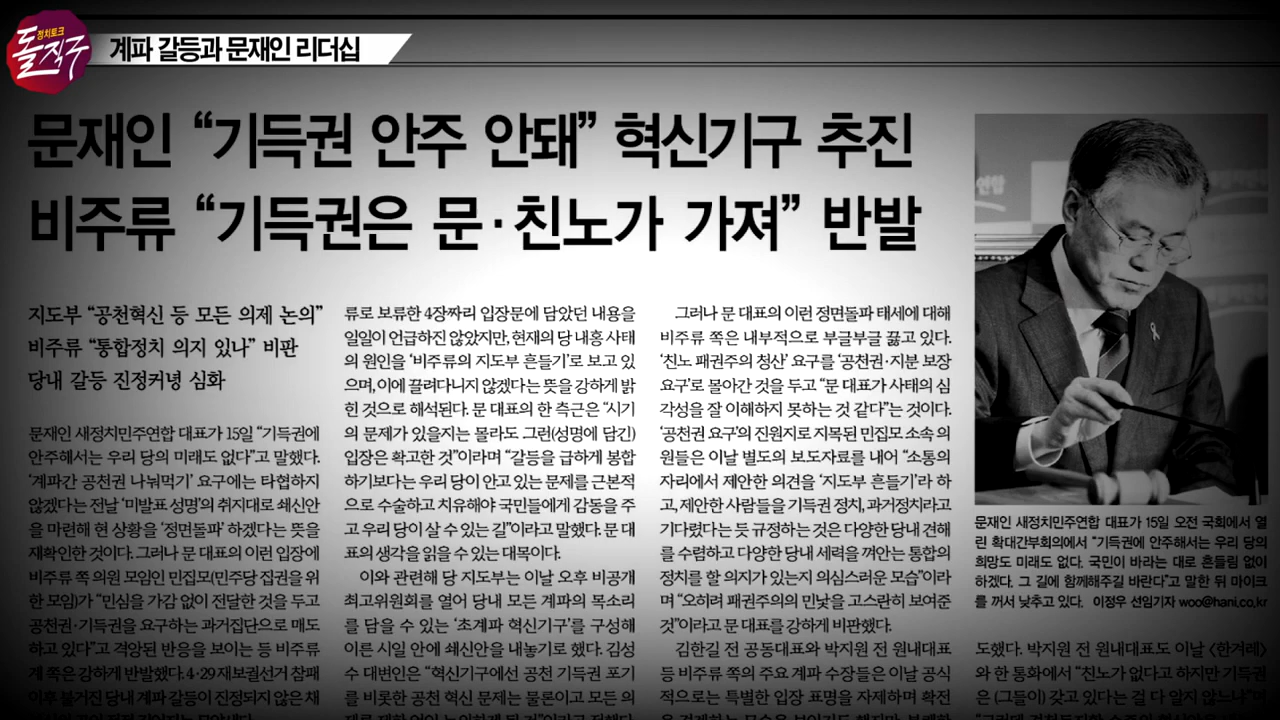 정치토크
돌직구
계파 갈등과 문재인 리더십
문재인 “기득권 안주 안돼” 혁신기구 추진
비주류 “기득권은 문·친노가 가져” 반발
지도부 “공천혁신 등 모든 의제 논의”
비주류 “통합정치 의지 있나” 비판
당내 갈등 진정커녕 심화
문재인 새정치민주연합 대표가 15일 “기득권에
안주해서는 우리 당의 미래도 없다”고 말했다.
‘계파간 공천권 나눠먹기’ 요구에는 타협하지
않겠다는 전날 ‘미발표 성명’의 취지대로 쇄신안
을 마련해 현 상황을 ‘정면돌파’ 하겠다는 뜻을
재확인한 것이다. 그러나 문 대표의 이런 입장에
비주류 쪽 의원 모임인 민집모(민주당 집권을 위
한 모임)가 “민심을 가감 없이 전달한 것을 두고
공천권·기득권을 요구하는 과거집단으로 매도
하고 있다”고 격앙된 반응을 보이는 등 비주류
계 쪽은 강하게 반발했다. 4·29 재보궐선거 참패
이후 불거진 당내 계파 갈등이 진정되지 않은 채
류로 보류한 4장짜리 입장문에 담았던 내용을
일일이 언급하진 않았지만, 현재의 당 내홍 사태
의 원인을 ‘비주류의 지도부 흔들기’로 보고 있
으며, 이에 끌려다니지 않겠다는 뜻을 강하게 밝
힌 것으로 해석된다. 문 대표의 한 측근은 “시기
의 문제가 있을지는 몰라도 그런(성명에 담긴)
입장은 확고한 것”이라며 “갈등을 급하게 봉합
하기보다는 우리 당이 안고 있는 문제를 근본적
으로 수술하고 치유해야 국민들에게 감동을 주
고 우리 당이 살 수 있는 길”이라고 말했다. 문 대
표의 생각을 읽을 수 있는 대목이다.
이와 관련해 당 지도부는 이날 오후 비공개
최고위원회를 열어 당내 모든 계파의 목소리
를 담을 수 있는 ‘초계파 혁신기구’를 구성해
이른 시일 안에 쇄신안을 내놓기로 했다. 김성
수 대변인은 “혁신기구에서 공천 기득권 포기
를 비롯한 공천 혁신 문제는 물론이고 모든 의
그러나 문 대표의 이런 정면돌파 태세에 대해
비주류 쪽은 내부적으로 부글부글 끓고 있다.
‘친노 패권주의 청산’ 요구를 ‘공천권·지분 보장
요구’로 몰아간 것을 두고 “문 대표가 사태의 심
각성을 잘 이해하지 못하는 것 같다”는 것이다.
‘공천권 요구’의 진원지로 지목된 민집모 소속 의
원들은 이날 별도의 보도자료를 내어 “소통의
자리에서 제안한 의견을 ‘지도부 흔들기’라 하
고, 제안한 사람들을 기득권 정치, 과거정치라고
기다렸다는 듯 규정하는 것은 다양한 당내 견해
를 수렴하고 다양한 당내 세력을 껴안는 통합의
정치를 할 의지가 있는지 의심스러운 모습”이라
며 “오히려 패권주의의 민낯을 고스란히 보여준
것”이라고 문 대표를 강하게 비판했다.
김한길 전 공동대표와 박지원 전 원내대표
등 비주류 쪽의 주요 계파 수장들은 이날 공식
적으로는 특별한 입장 표명을 자제하며 확전
연합
문재인 새정치민주연합 대표가 15일 오전 국회에서 열
린 확대간부회의에서 “기득권에 안주해서는 우리 당의
희망도 미래도 없다. 국민이 바라는 대로 흔들림 없이
하겠다. 그 길에 함께해주길 바란다”고 말한 뒤 마이크
를 꺼서 낮추고 있다. 이정우 선임기자 woo@hani.co.kr
도했다. 박지원 전 원내대표도 이날 <한겨레>
와 한 통화에서 “친노가 없다고 하지만 기득권
은 (그들이) 갖고 있다는 걸 다 알지 않느냐”며